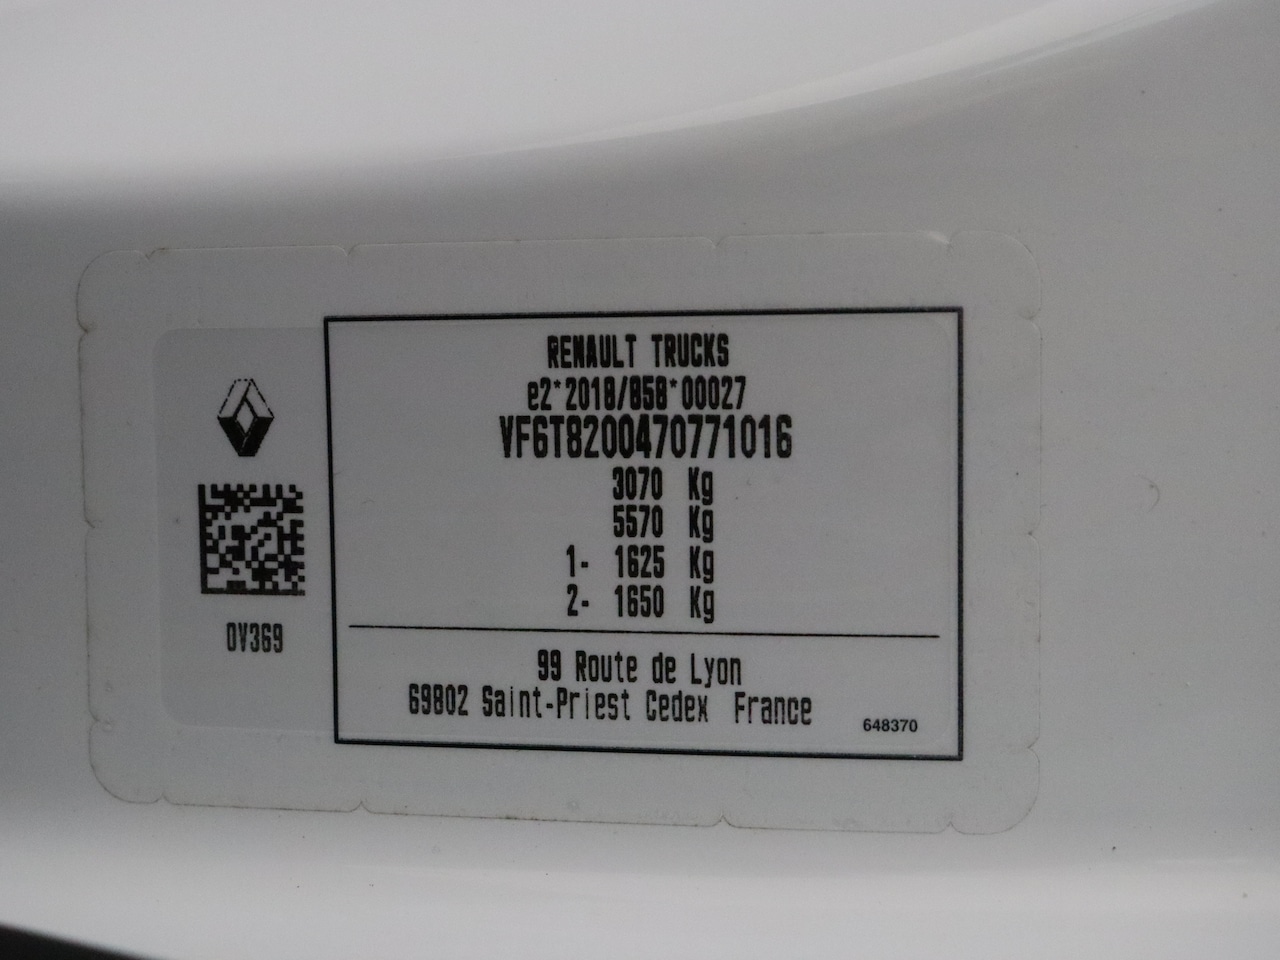 RENAULT TRUCKS
e2*2018/858*00027
VF6T8200470771016
3070 Kg
5570 Kg
1- 1625 Kg
2- 1650 Kg
0V369
99 Route de Lyon
69802 Saint-Priest Cedex France
648370